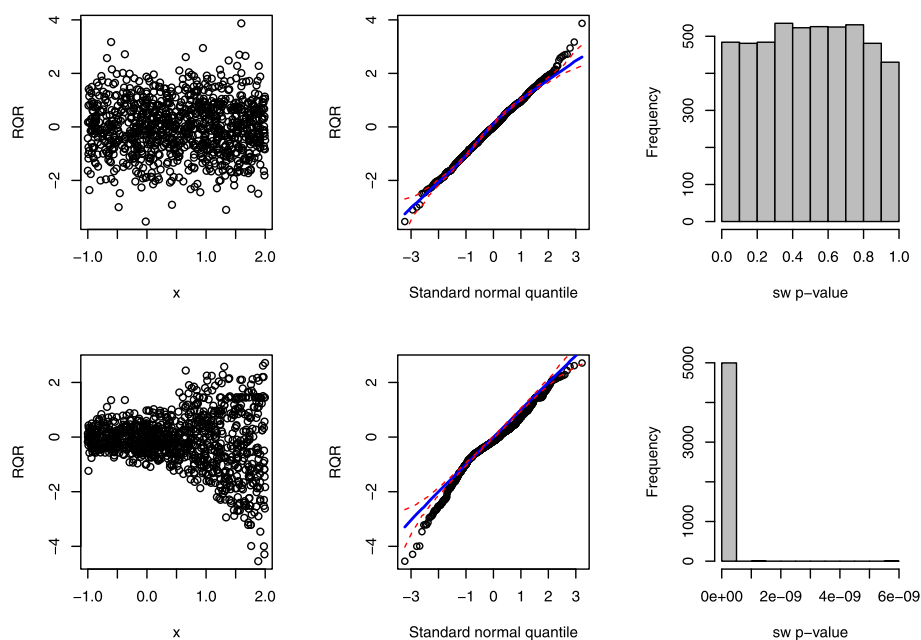 4
2
0
−2
RQR
−1.0 0.0 1.0 2.0
x
4
2
0
−2
RQR
−3 −1 0 1 2 3
Standard normal quantile
500
300
100
0
Frequency
0.0 0.2 0.4 0.6 0.8 1.0
sw p−value
2
0
−2
−4
RQR
−1.0 0.0 1.0 2.0
x
2
0
−2
−4
RQR
−3 −1 0 1 2 3
Standard normal quantile
5000
3000
1000
0
Frequency
0e+00 2e−09 4e−09 6e−09
sw p−value